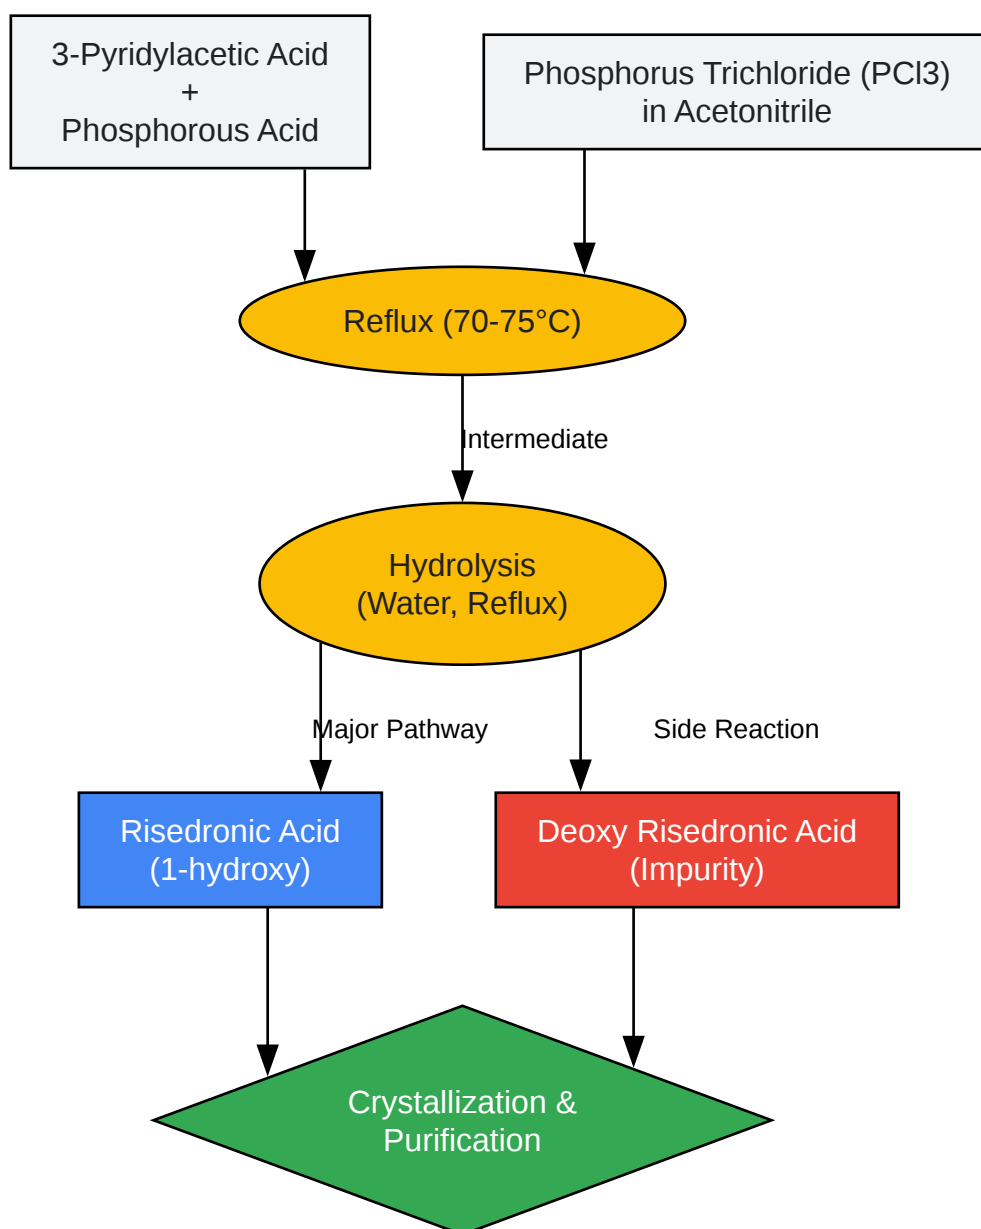 3-Pyridylacetic Acid
+
Phosphorous Acid
Phosphorus Trichloride (PCl3)
in Acetonitrile
Reflux (70-75°C)
Intermediate
Hydrolysis
(Water, Reflux)
Major Pathway
Side Reaction
Risedronic Acid
(1-hydroxy)
Deoxy Risedronic Acid
(Impurity)
Crystallization &
Purification